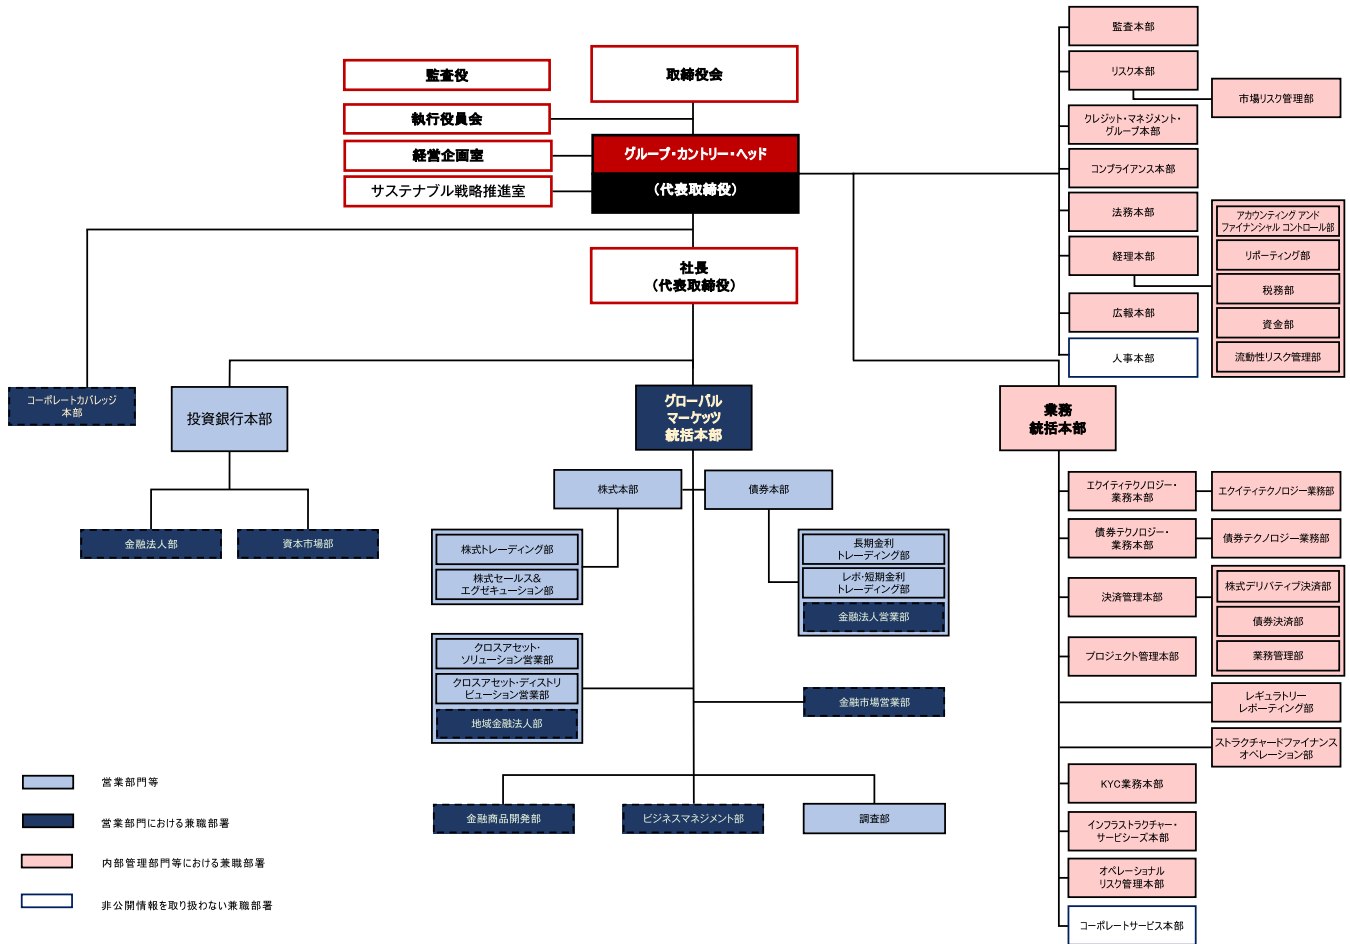 監査役
取締役会
執行役員会
経営企画室
サステナブル戦略推進室
グループ・カントリー・ヘッド
（代表取締役）
社長
（代表取締役）
監査本部
リスク本部
市場リスク管理部
クレジット・マネジメント・
グループ本部
コンプライアンス本部
法務本部
経理本部
アカウンティング アンド
ファイナンシャル コントロール部
リポーティング部
税務部
資金部
流動性リスク管理部
広報本部
人事本部
コーポレートカバレッジ
本部
投資銀行本部
金融法人部
資本市場部
グローバル
マーケッツ
統括本部
株式本部
債券本部
株式トレーディング部
株式セールス&
エグゼキューション部
長期金利
トレーディング部
レポ・短期金利
トレーディング部
金融法人営業部
クロスアセット・
ソリューション営業部
クロスアセット・ディストリ
ビューション営業部
地域金融法人部
金融市場営業部
金融商品開発部
ビジネスマネジメント部
調査部
業務
統括本部
エクイティテクノロジー・
業務本部
エクイティテクノロジー業務部
債券テクノロジー・
業務本部
債券テクノロジー業務部
決済管理本部
株式デリバティブ決済部
債券決済部
業務管理部
プロジェクト管理本部
レギュラトリー
レポーティング部
ストラクチャードファイナンス
オペレーション部
KYC業務本部
インフラストラクチャー・
サービシーズ本部
オペレーショナル
リスク管理本部
コーポレートサービス本部
営業部門等
営業部門における兼職部署
内部管理部門等における兼職部署
非公開情報を取り扱わない兼職部署